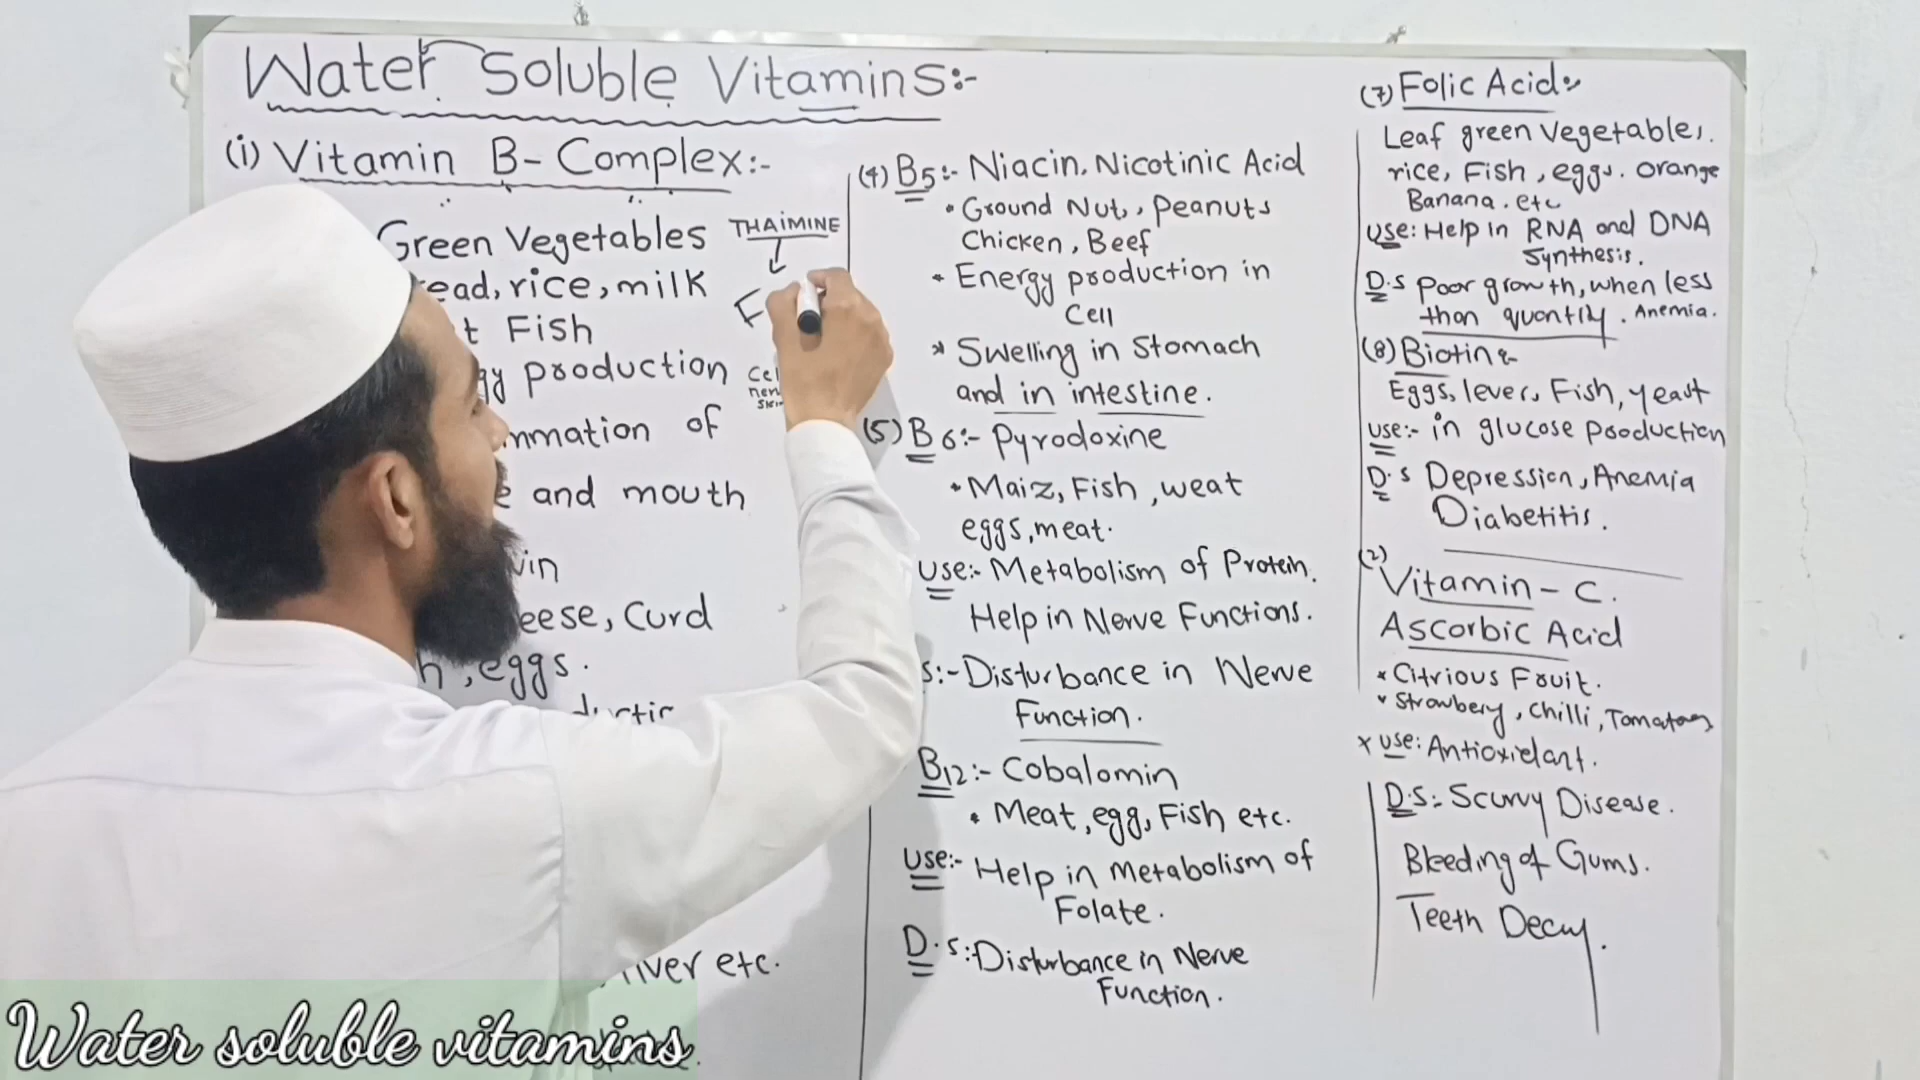 Water Soluble Vitamins:-
(i) Vitamin B-Complex:-
Green Vegetables
THAIMINE
ead, rice, milk
t Fish
gy production
mmation of
and mouth
vin
eese, Curd
h, eggs.
liver etc.
(4) B5:- Niacin, Nicotinic Acid
• Ground Nut, Peanuts
Chicken, Beef
* Energy production in
Cell
* Swelling in Stomach
and in intestine.
(5) B6:- Pyrodoxine
• Maiz, Fish, weat
eggs, meat.
Use:- Metabolism of Protein.
Help in Nerve Functions.
S:- Disturbance in Nerve
Function.
B12:- Cobalomin
• Meat, egg, Fish etc.
Use:- Help in Metabolism of
Folate.
D.S: Disturbance in Nerve
Function.
(7) Folic Acid:-
Leaf green Vegetables.
rice, Fish, eggs. orange
Banana. etc
Use: Help in RNA and DNA
Synthesis.
D.S Poor growth, when less
than quantity. Anemia.
(8) Biotin:-
Eggs, lever, Fish, yeast
Use:- in glucose production
D.S Depression, Anemia
Diabetitis.
(2)
Vitamin - C.
Ascorbic Acid
* Citrious Fruit.
* Strawbery, Chilli, Tomatoes
x Use: Antioxidant.
D.S: Scurvy Disease.
Bleeding of Gums.
Teeth Decay.
Water soluble vitamins